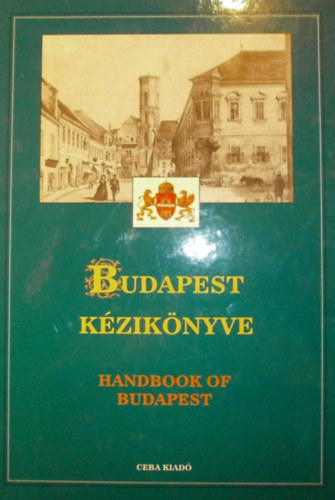 BUDAPEST
KÉZIKÖNYVE
HANDBOOK OF
BUDAPEST
CEBA KIADÓ